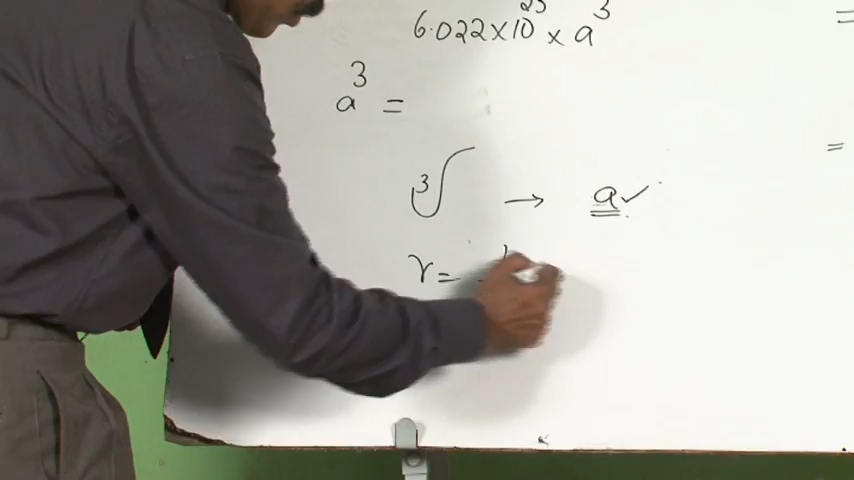 6.022×10²³ × a³ =
a³ =
=
³√ → a ✓
r =